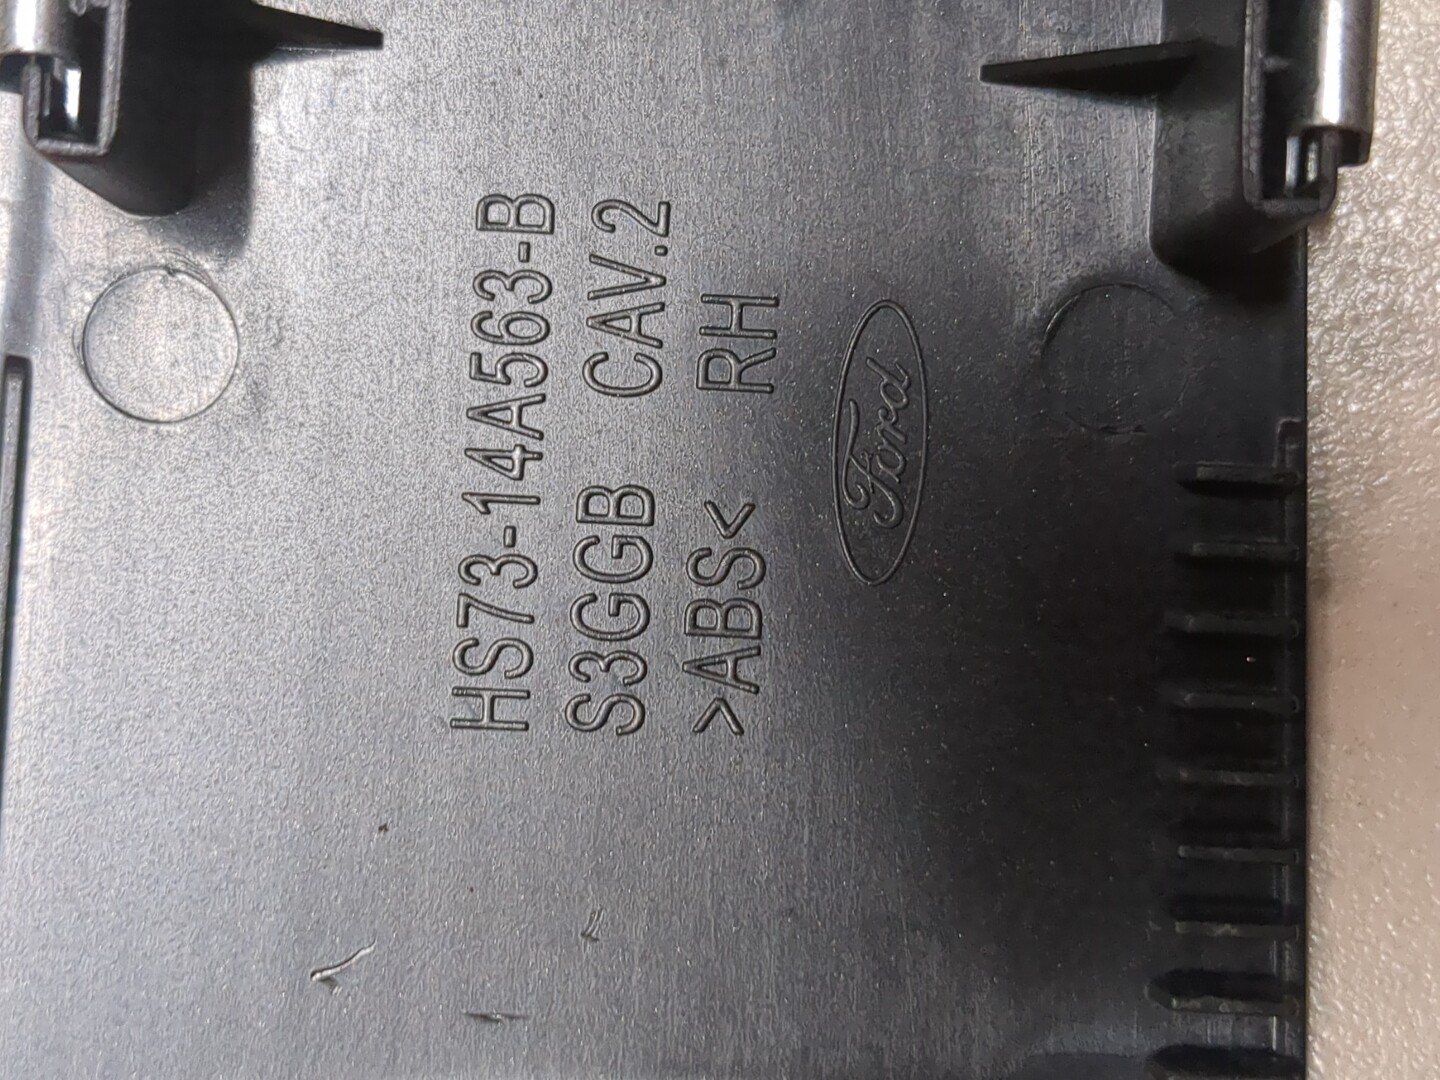 HS73-14A563-B
S3GGB CAV.2
>ABS< RH
Ford